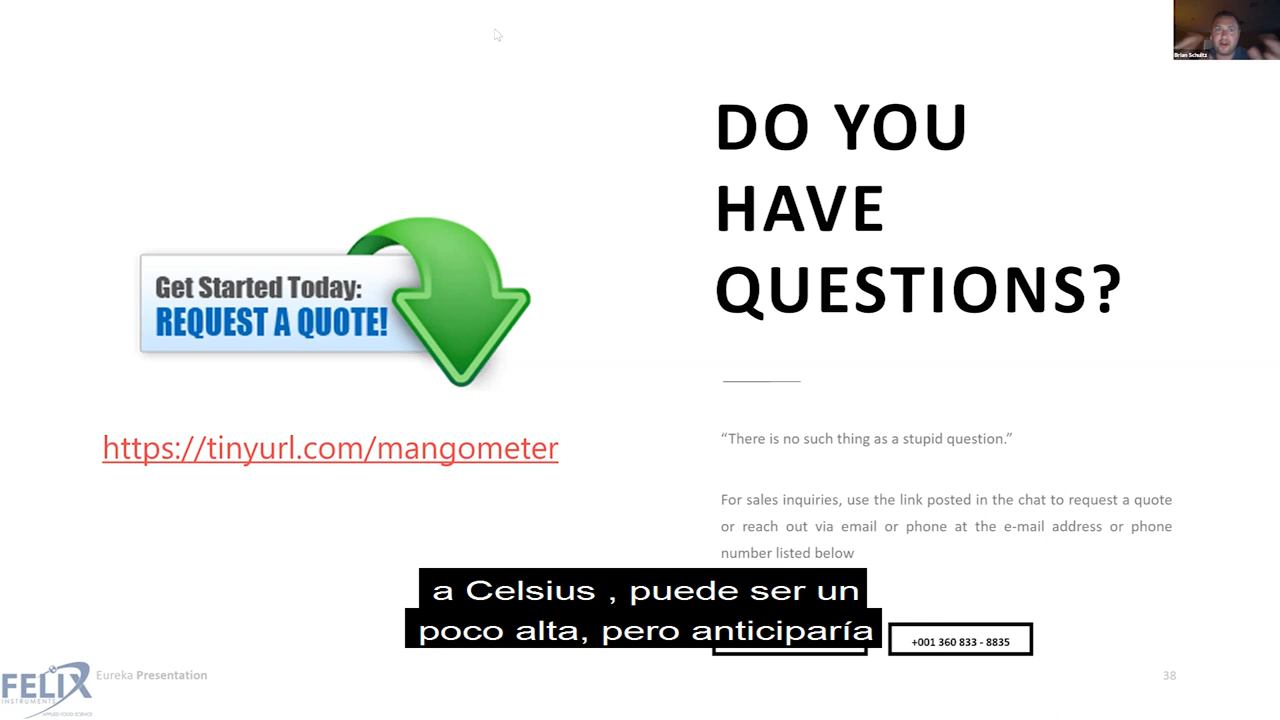 Brian Schultz
DO YOU
HAVE
QUESTIONS?
Get Started Today:
REQUEST A QUOTE!
https://tinyurl.com/mangometer
“There is no such thing as a stupid question.”
For sales inquiries, use the link posted in the chat to request a quote
or reach out via email or phone at the e-mail address or phone
number listed below
a Celsius , puede ser un
poco alta, pero anticiparía
+001 360 833 - 8835
FELIX
INSTRUMENTS
APPLIED FOOD SCIENCE
Eureka Presentation
38